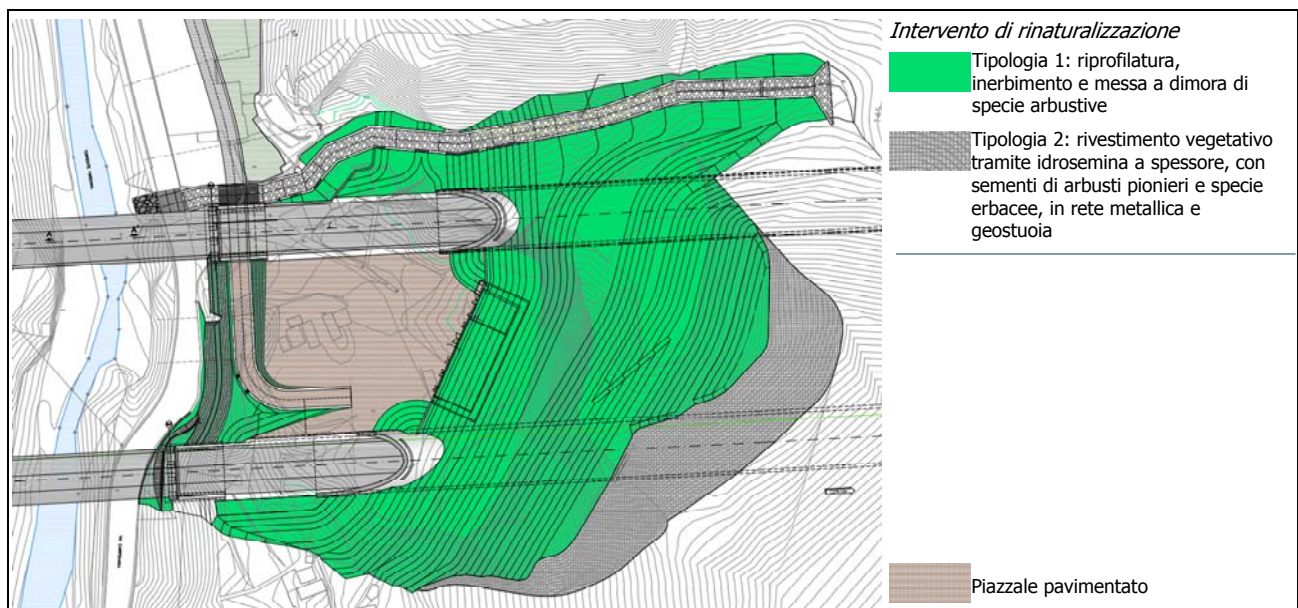 Intervento di rinaturalizzazione
Tipologia 1: riprofilatura,
inerbimento e messa a dimora di
specie arbustive
Tipologia 2: rivestimento vegetativo
tramite idrosemina a spessore, con
sementi di arbusti pionieri e specie
erbacee, in rete metallica e
geostuoia
Piazzale pavimentato